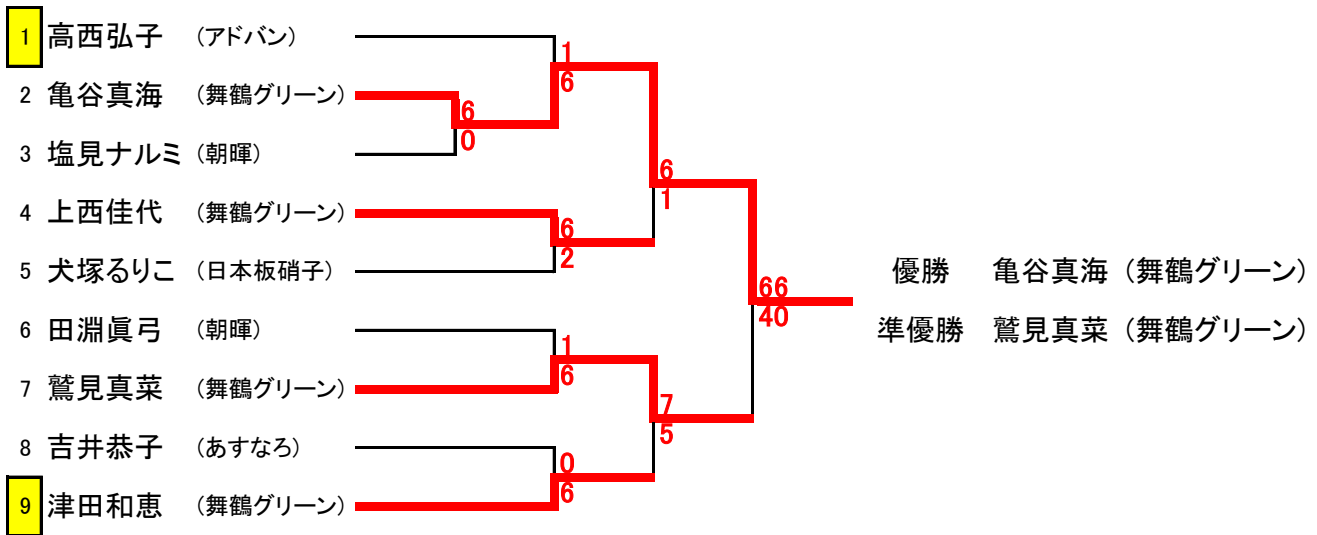 1 高西弘子 (アドバン)
1
6
2 亀谷真海 (舞鶴グリーン)
6
0
3 塩見ナルミ (朝暉)
6
1
4 上西佳代 (舞鶴グリーン)
6
2
5 犬塚るりこ (日本板硝子)
優勝 亀谷真海 (舞鶴グリーン)
66
40
準優勝 鷲見真菜 (舞鶴グリーン)
6 田淵眞弓 (朝暉)
1
6
7 鷲見真菜 (舞鶴グリーン)
7
5
8 吉井恭子 (あすなろ)
0
6
9 津田和恵 (舞鶴グリーン)